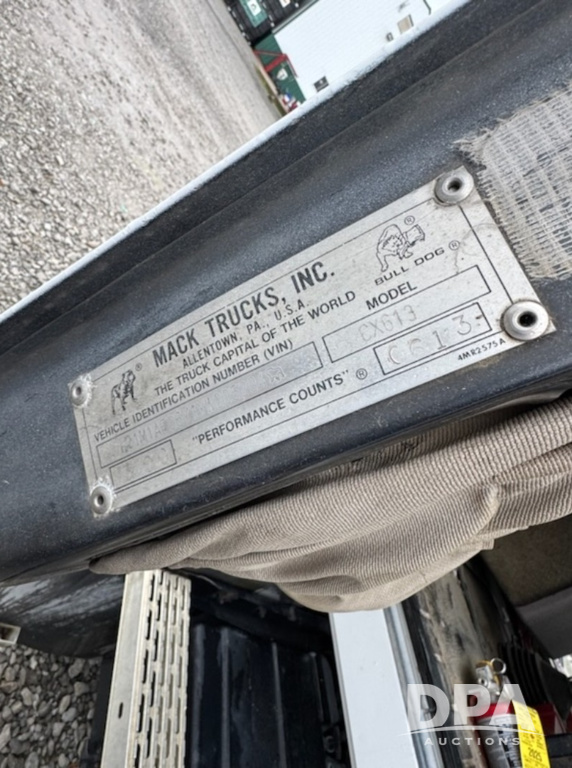 MACK TRUCKS, INC.
ALLENTOWN, PA., U.S.A.
THE TRUCK CAPITAL OF THE WORLD
BULL DOG ®
VEHICLE IDENTIFICATION NUMBER (VIN)
MODEL
CX613
"PERFORMANCE COUNTS" ®
4MR2575A
DPA
AUCTIONS